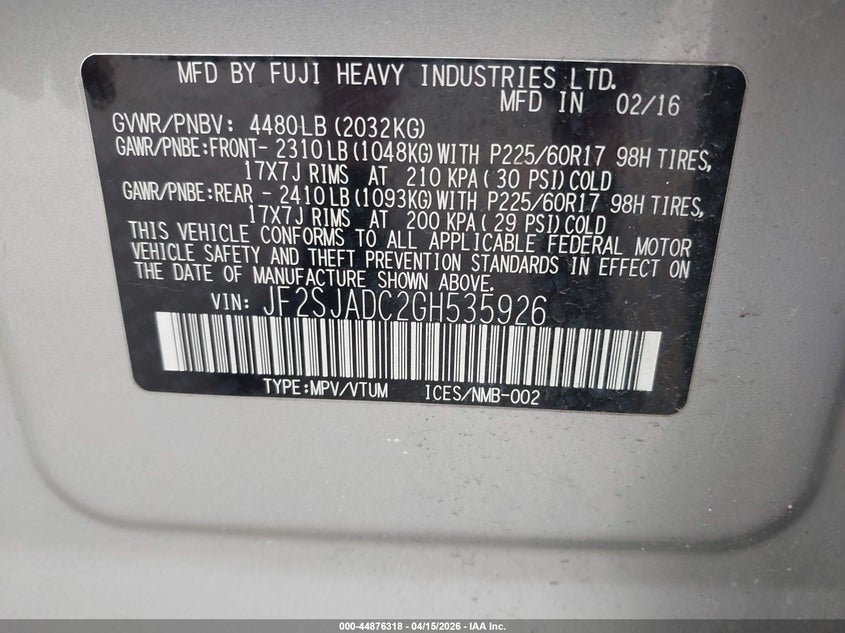 MFD BY FUJI HEAVY INDUSTRIES LTD.
MFD IN 02/16
GVWR/PNBV: 4480LB(2032KG)
GAWR/PNBE:FRONT-2310LB(1048KG)WITH P225/60R17 98H TIRES,
17X7J RIMS AT 210 KPA(30 PSI)COLD
GAWR/PNBE:REAR -2410LB(1093KG)WITH P225/60R17 98H TIRES,
17X7J RIMS AT 200 KPA(29 PSI)COLD
THIS VEHICLE CONFORMS TO ALL APPLICABLE FEDERAL MOTOR
VEHICLE SAFETY AND THEFT PREVENTION STANDARDS IN EFFECT ON
THE DATE OF MANUFACTURE SHOWN ABOVE.
VIN: JF2SJADC2GH535926
TYPE:MPV/VTUM ICES/NMB-002
000-44876318 - 04/15/2026 - IAA Inc.